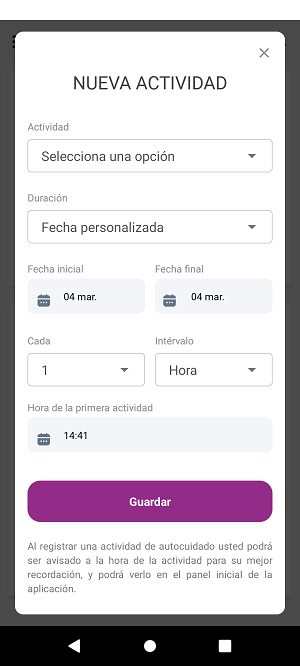 NUEVA ACTIVIDAD
Actividad
Selecciona una opción
Duración
Fecha personalizada
Fecha inicial Fecha final
04 mar. 04 mar.
Cada Intérvalo
1 Hora
Hora de la primera actividad
14:41
Guardar
Al registrar una actividad de autocuidado usted podrá
ser avisado a la hora de la actividad para su mejor
recordación, y podrá verlo en el panel inicial de la
aplicación.